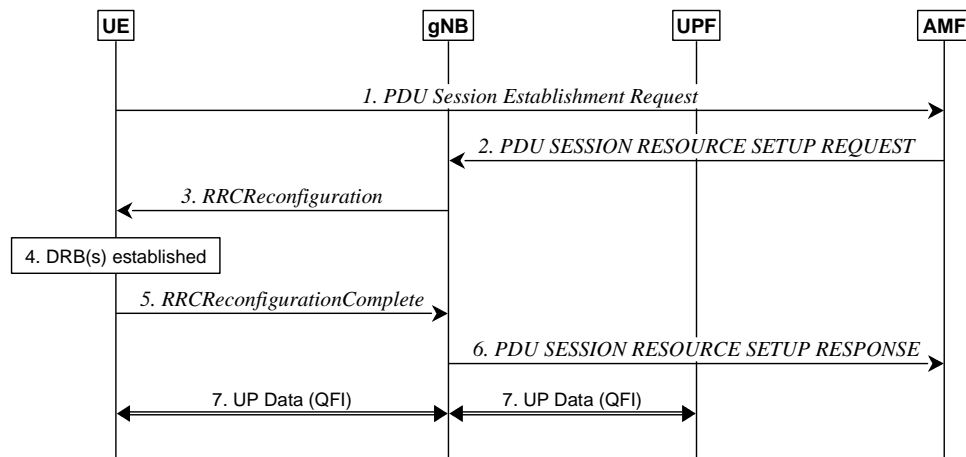 UE
gNB
UPF
AMF
1. PDU Session Establishment Request
2. PDU SESSION RESOURCE SETUP REQUEST
3. RRCReconfiguration
4. DRB(s) established
5. RRCReconfigurationComplete
6. PDU SESSION RESOURCE SETUP RESPONSE
7. UP Data (QFI)
7. UP Data (QFI)